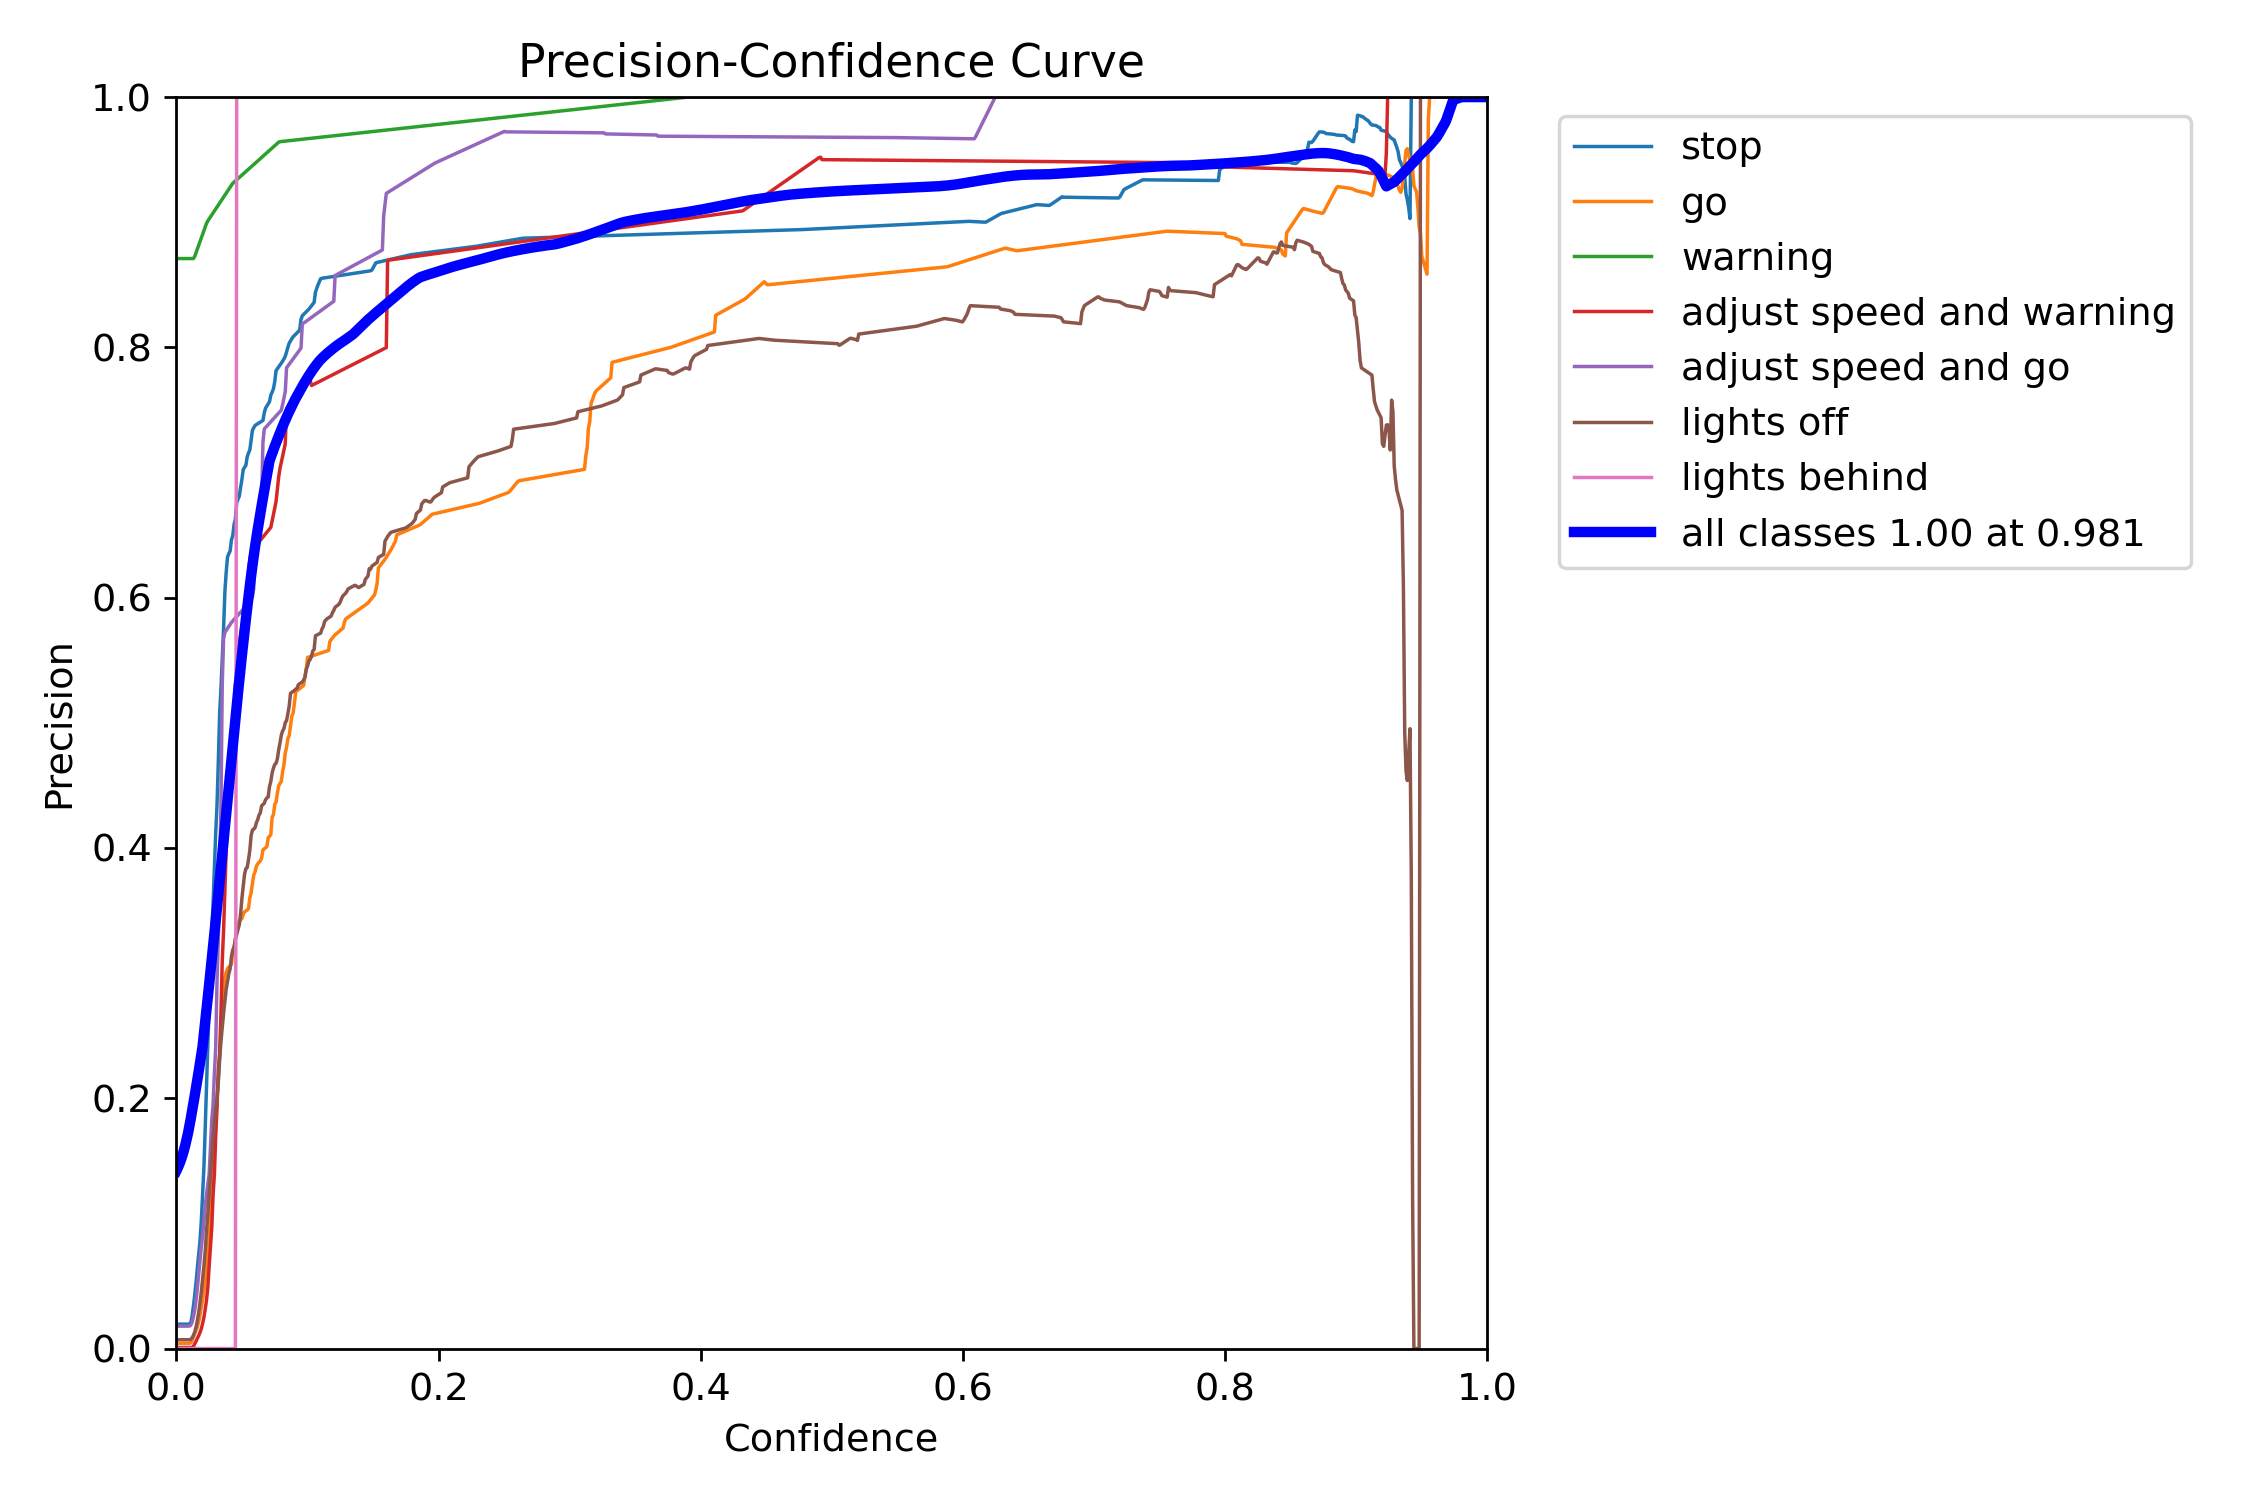 Precision-Confidence Curve
1.0
0.8
0.6
0.4
0.2
0.0
Precision
0.0 0.2 0.4 0.6 0.8 1.0
Confidence
stop
go
warning
adjust speed and warning
adjust speed and go
lights off
lights behind
all classes 1.00 at 0.981